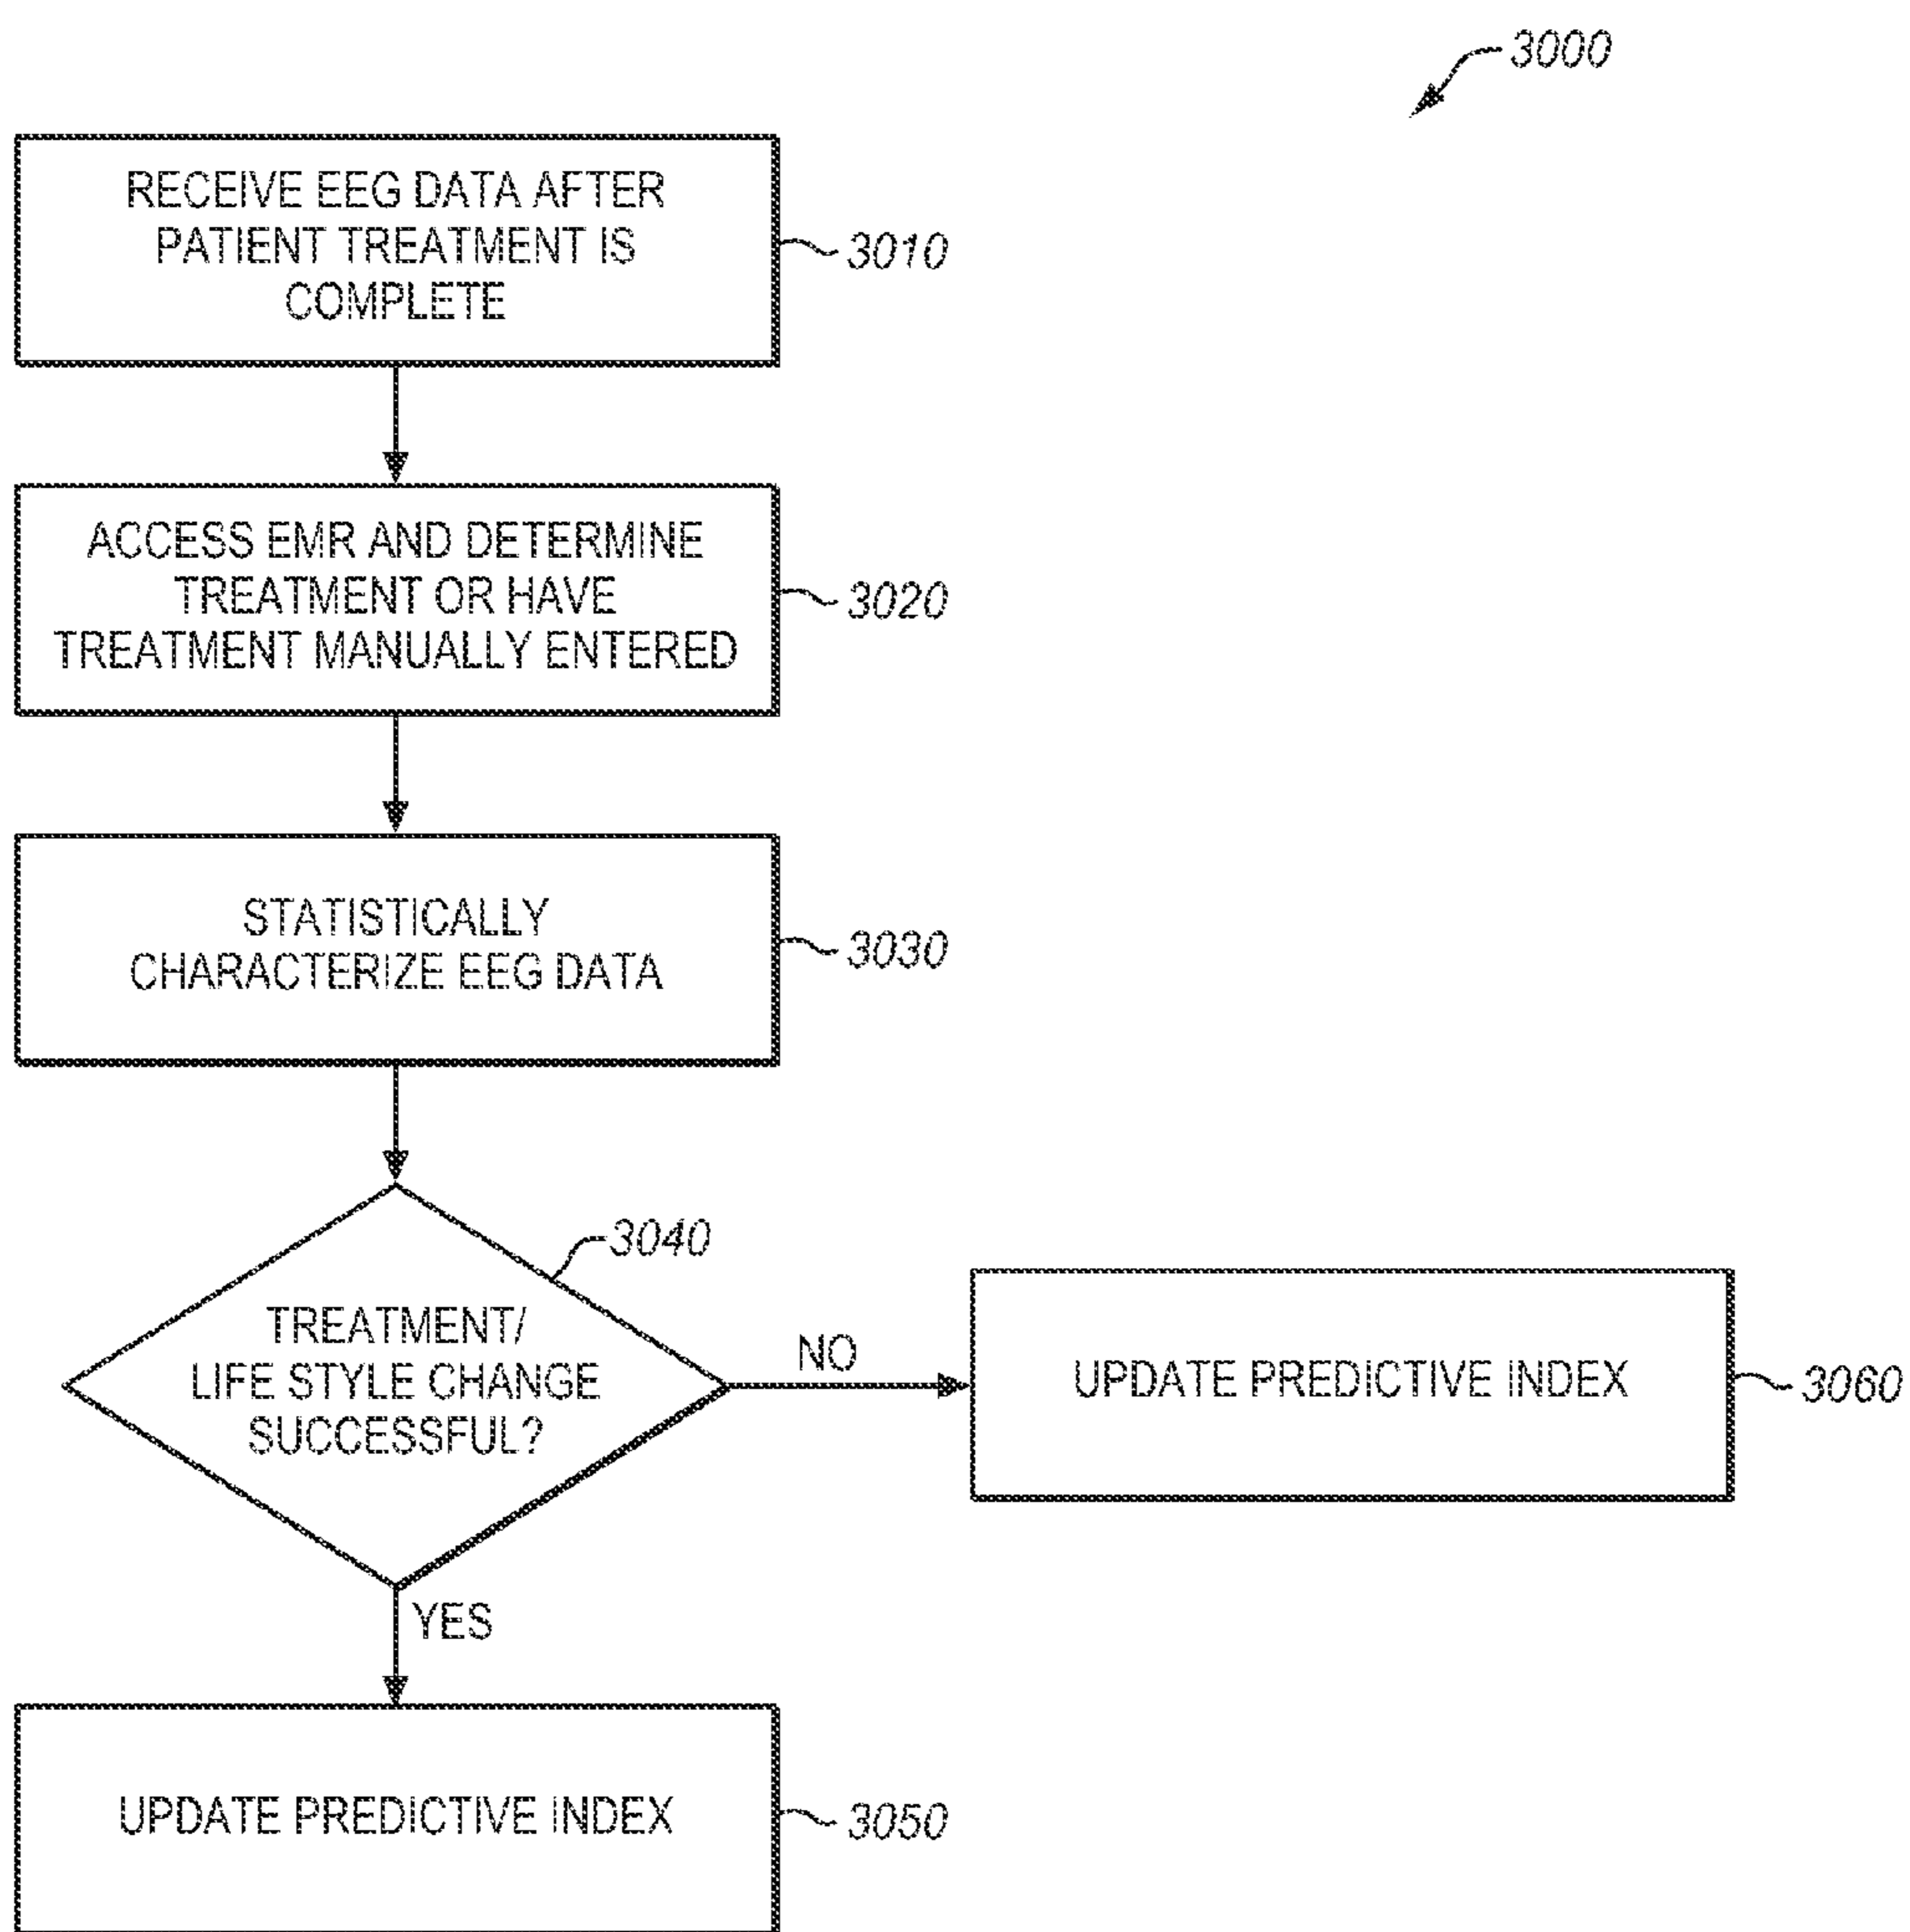 3000
RECEIVE EEG DATA AFTER
PATIENT TREATMENT IS
COMPLETE
3010
ACCESS EMR AND DETERMINE
TREATMENT OR HAVE
TREATMENT MANUALLY ENTERED
3020
STATISTICALLY
CHARACTERIZE EEG DATA
3030
3040
TREATMENT/
LIFE STYLE CHANGE
SUCCESSFUL?
NO
UPDATE PREDICTIVE INDEX
3060
YES
UPDATE PREDICTIVE INDEX
3050